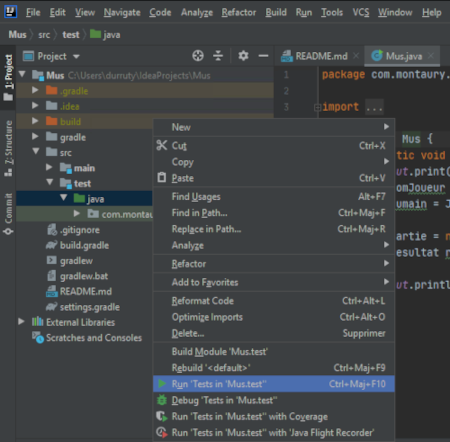 File Edit View Navigate Code Analyze Refactor Build Run Tools VCS Window Help
Mus src test java
Project README.md Mus.java
1: Project
Z: Structure
Commit
Mus C:\Users\durruty\IdeaProjects\Mus
.gradle
.idea
build
gradle
src
main
test
java
com.montau
.gitignore
build.gradle
gradlew
gradlew.bat
README.md
settings.gradle
External Libraries
Scratches and Consoles
1 package com.montaury.
2
3 import ...
Mus {
tic void
ut.print(
omJoueur
umain = J
artie = n
esultat r
ut.printl
New
Cut Ctrl+X
Copy
Paste Ctrl+V
Find Usages Alt+F7
Find in Path... Ctrl+Maj+F
Replace in Path... Ctrl+Maj+R
Analyze
Refactor
Add to Favorites
Reformat Code Ctrl+Alt+L
Optimize Imports Ctrl+Alt+O
Delete... Supprimer
Build Module 'Mus.test'
Rebuild '<default>' Ctrl+Maj+F9
Run 'Tests in 'Mus.test'' Ctrl+Maj+F10
Debug 'Tests in 'Mus.test''
Run 'Tests in 'Mus.test'' with Coverage
Run 'Tests in 'Mus.test'' with 'Java Flight Recorder'